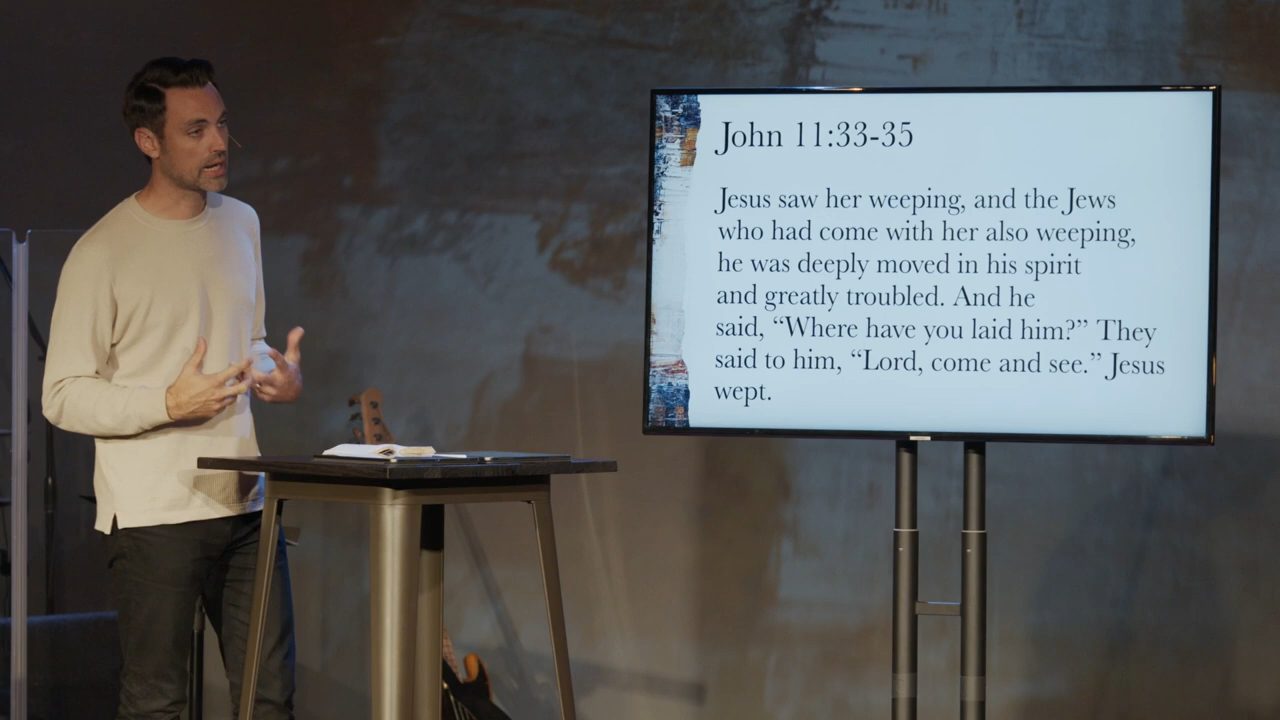 John 11:33-35
Jesus saw her weeping, and the Jews
who had come with her also weeping,
he was deeply moved in his spirit
and greatly troubled. And he
said, “Where have you laid him?” They
said to him, “Lord, come and see.” Jesus
wept.